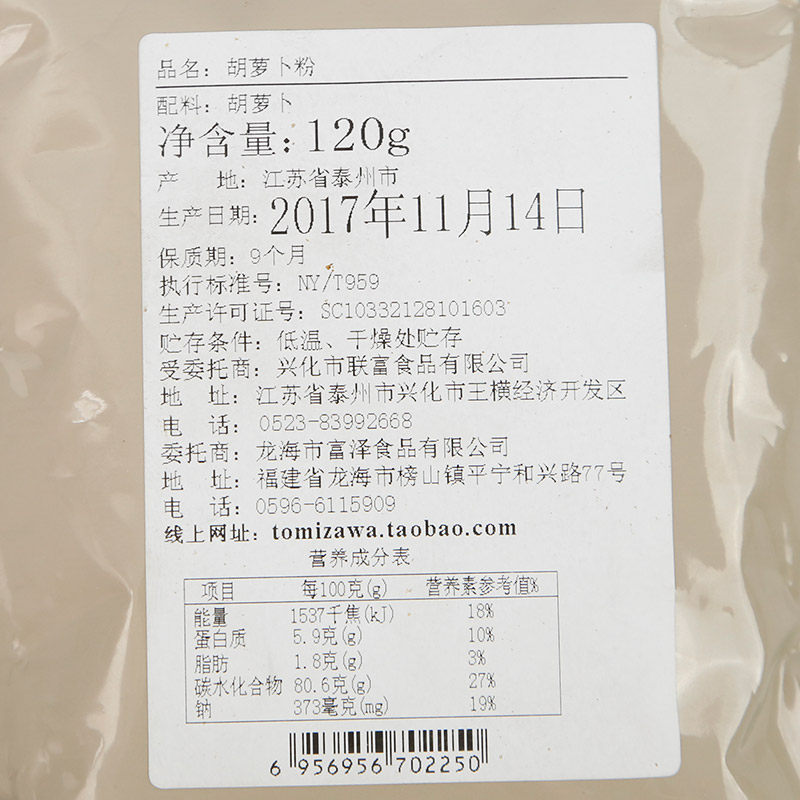 品名：胡萝卜粉
配料：胡萝卜
净含量：120g
产 地：江苏省泰州市
生产日期：2017年11月14日
保质期：9个月
执行标准号：NY/T959
生产许可证号：SC10332128101603
贮存条件：低温、干燥处贮存
受委托商：兴化市联富食品有限公司
地 址：江苏省泰州市兴化市王横经济开发区
电 话：0523-83992668
委托商：龙海市富泽食品有限公司
地 址：福建省龙海市榜山镇平宁和兴路77号
电 话：0596-6115909
线上网址：tomizawa.taobao.com
营养成分表
项目 每100克(g) 营养素参考值%
能量 1537千焦(kJ) 18%
蛋白质 5.9克(g) 10%
脂肪 1.8克(g) 3%
碳水化合物 80.6克(g) 27%
钠 373毫克(mg) 19%
6 956956 702250